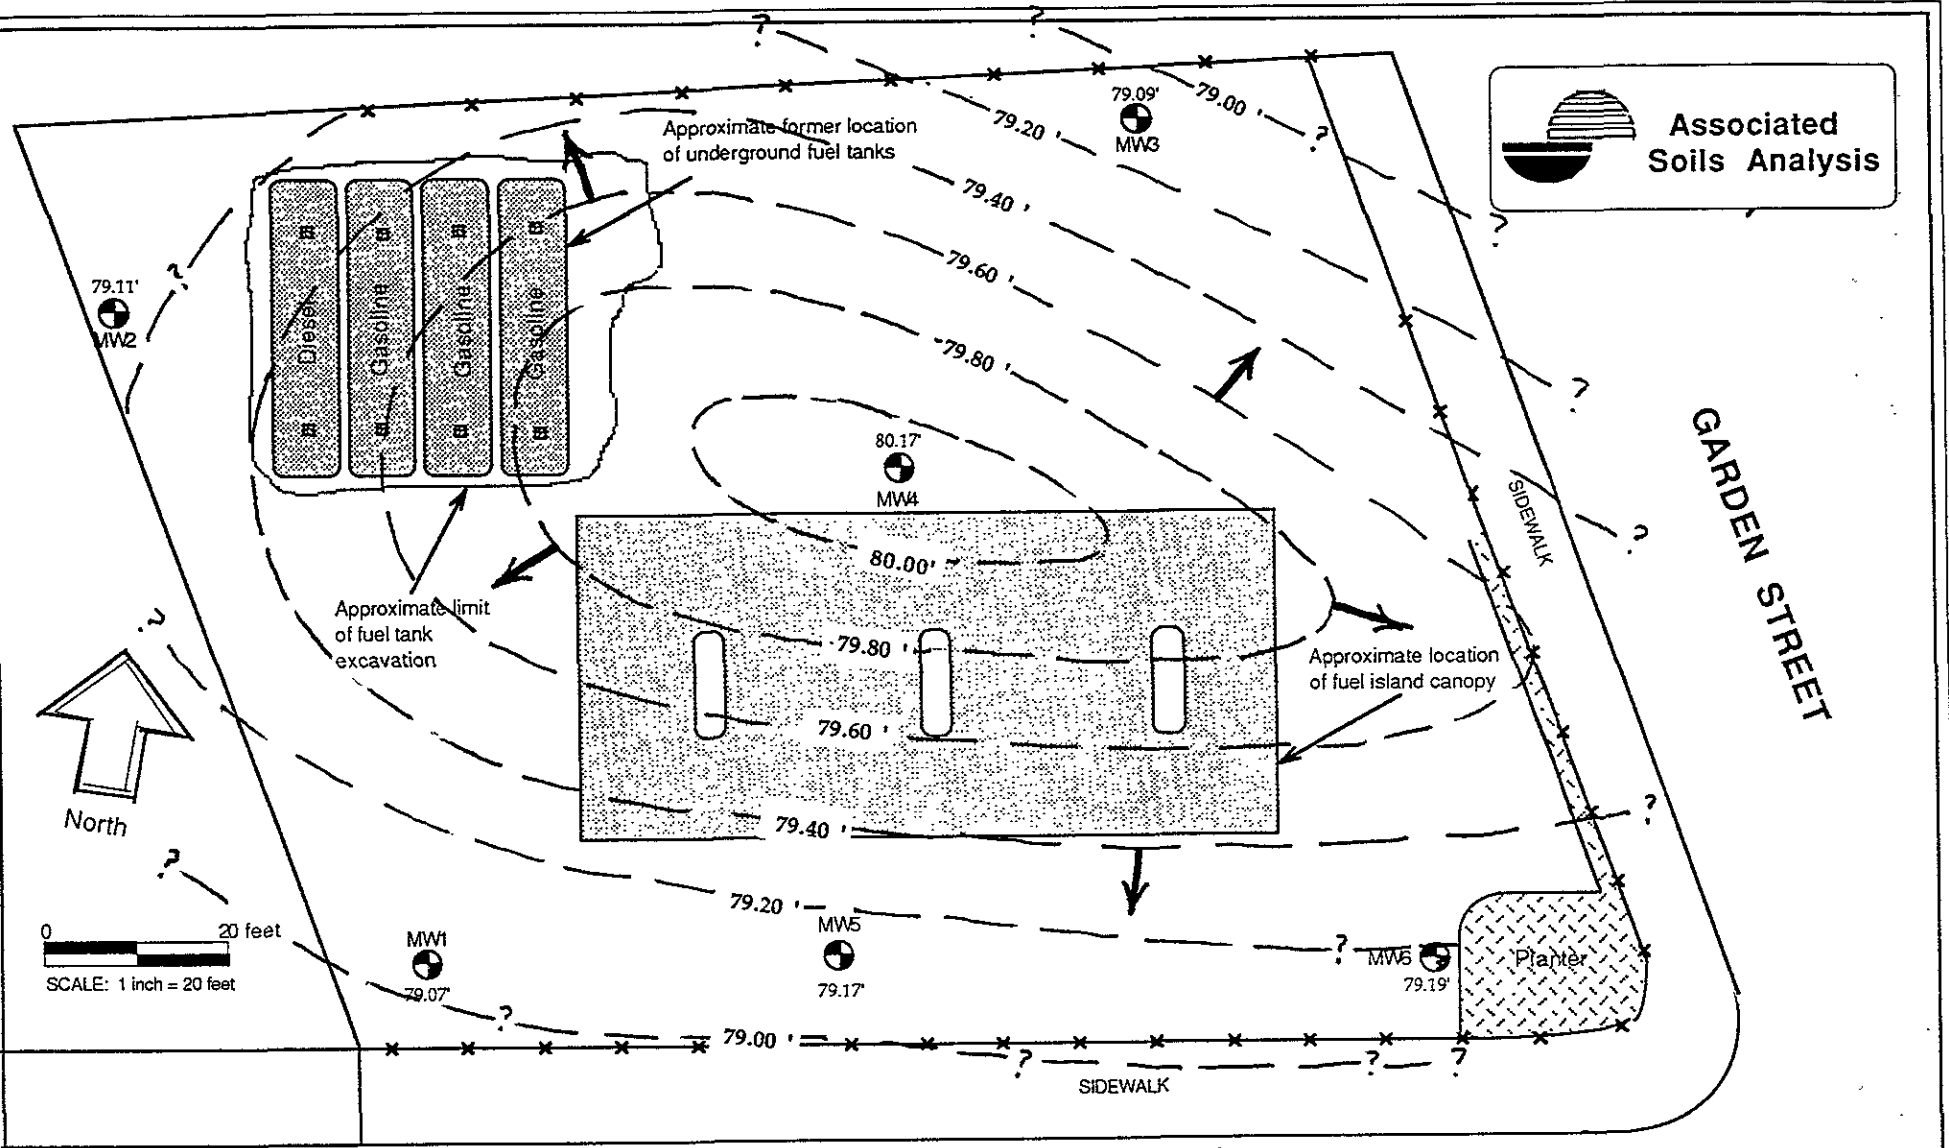 ?
?
79.00 '
79.20 '
79.09'
MW3
?
Associated
Soils Analysis
Approximate former location
of underground fuel tanks
79.40 '
?
79.60 '
?
79.11'
MW2
Diesel
Gasoline
Gasoline
Gasoline
79.80 '
?
80.17'
MW4
GARDEN STREET
SIDEWALK
?
80.00'
Approximate limit
of fuel tank
excavation
?
79.80 '
Approximate location
of fuel island canopy
79.60 '
North
79.40 '
?
?
79.20 '
0
20 feet
SCALE: 1 inch = 20 feet
MW1
79.07'
MW5
79.17'
?
MW6
79.19'
Planter
?
79.00 '
?
?
?
SIDEWALK